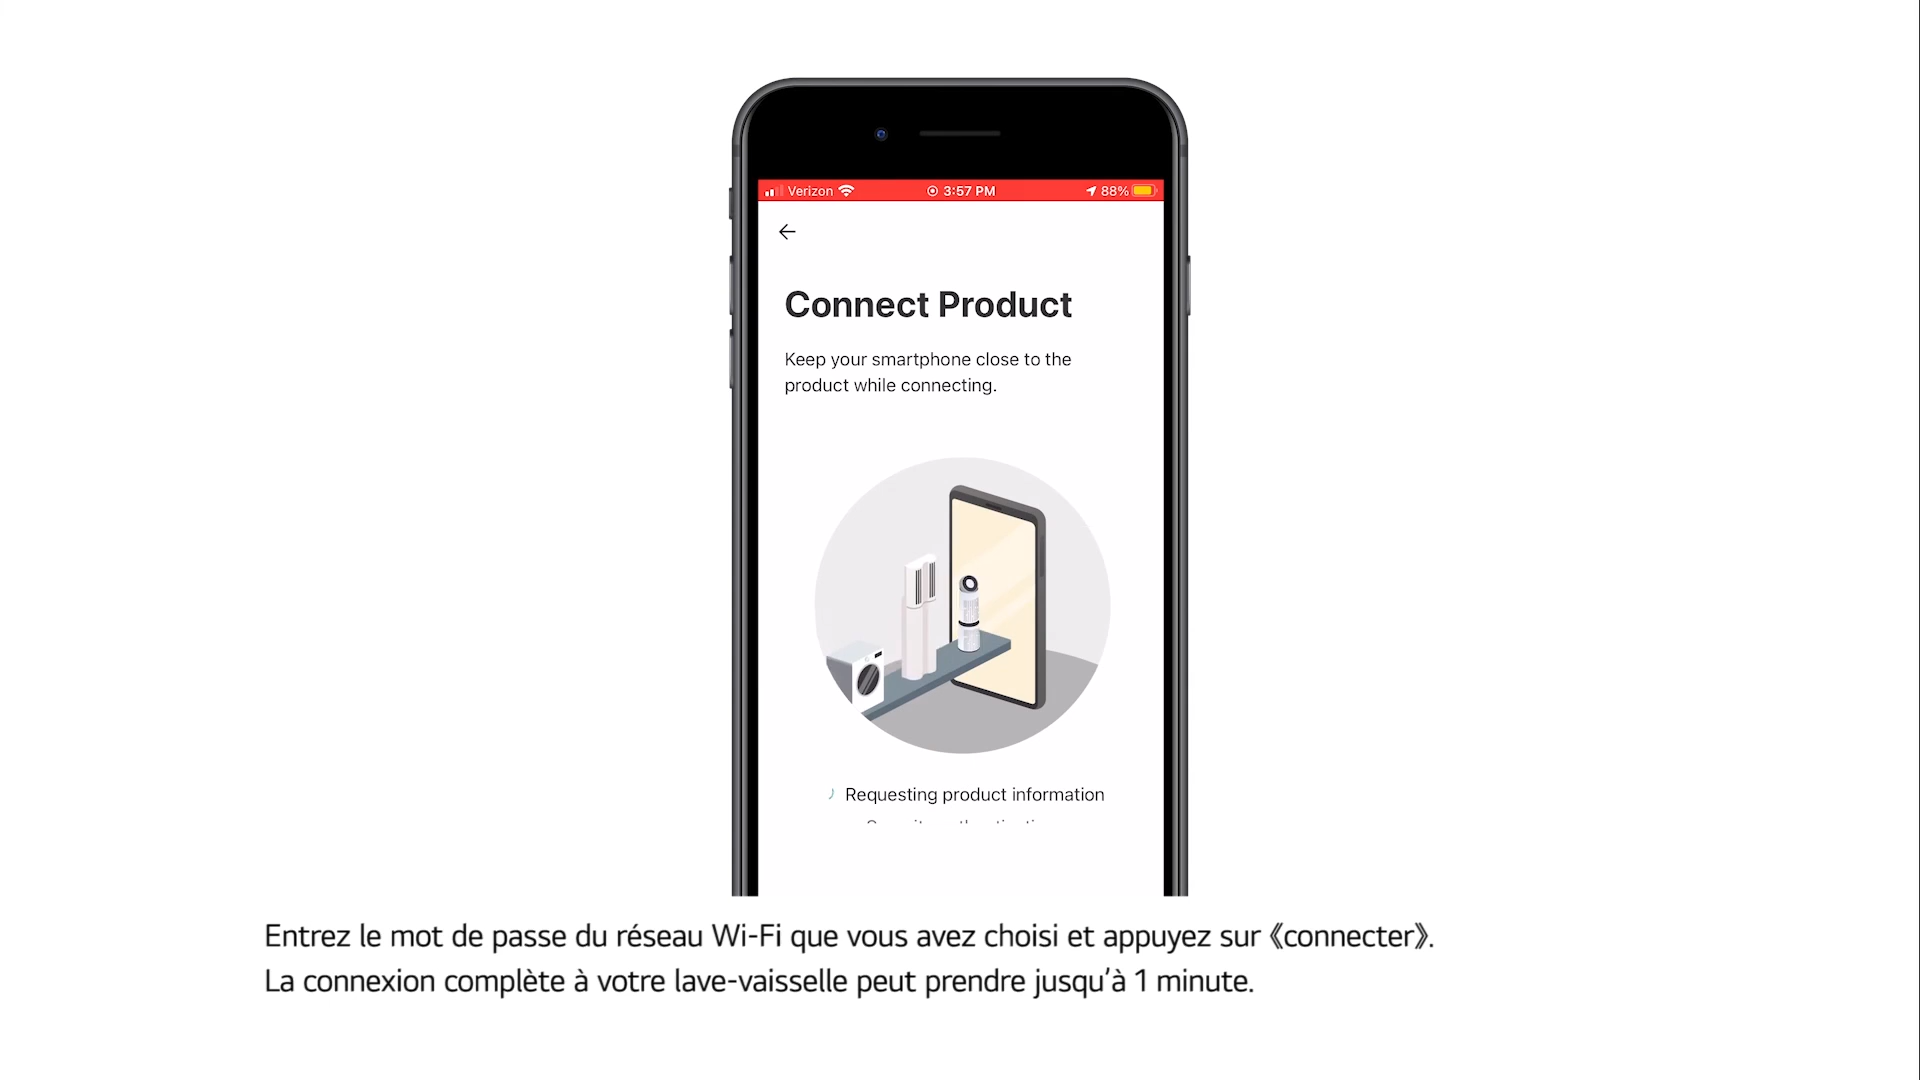 Verizon 3:57 PM 88%
Connect Product
Keep your smartphone close to the
product while connecting.
Requesting product information
Entrez le mot de passe du réseau Wi-Fi que vous avez choisi et appuyez sur 《connecter》.
La connexion complète à votre lave-vaisselle peut prendre jusqu’à 1 minute.